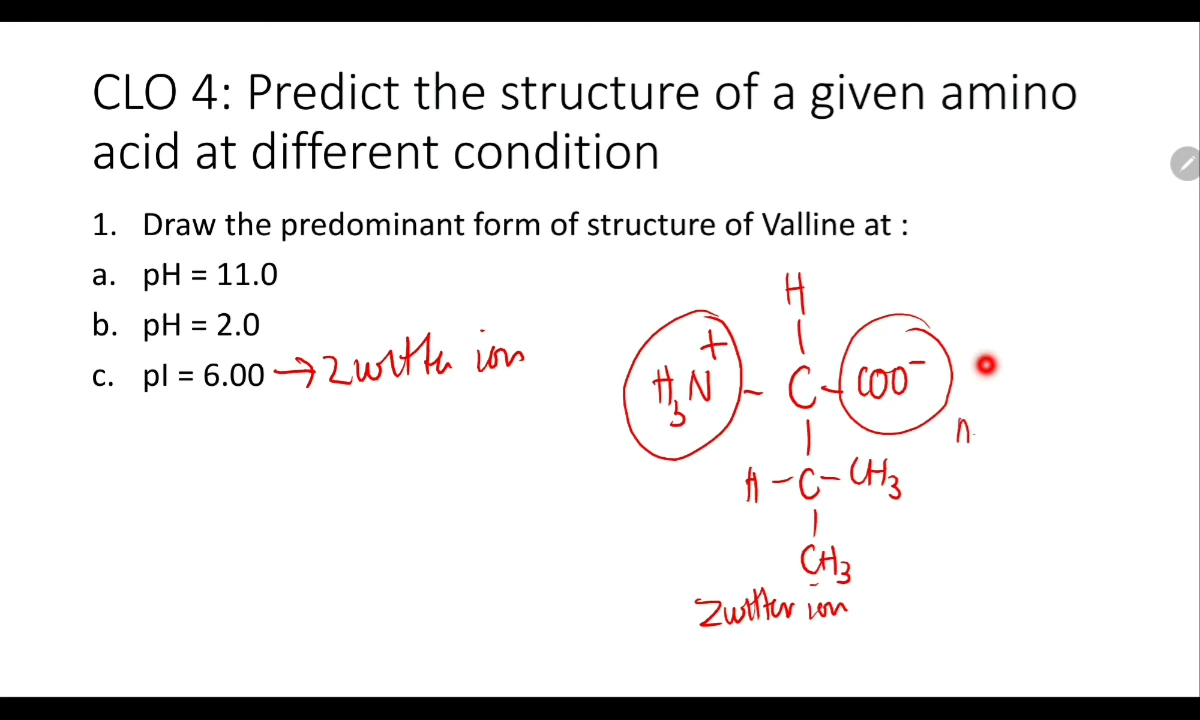 CLO 4: Predict the structure of a given amino
acid at different condition
1. Draw the predominant form of structure of Valline at :
a. pH = 11.0
b. pH = 2.0
c. pI = 6.00 → zwitter ion
H
H₃N⁺ - C - COO⁻
n
H - C - CH₃
CH₃
zwitter ion